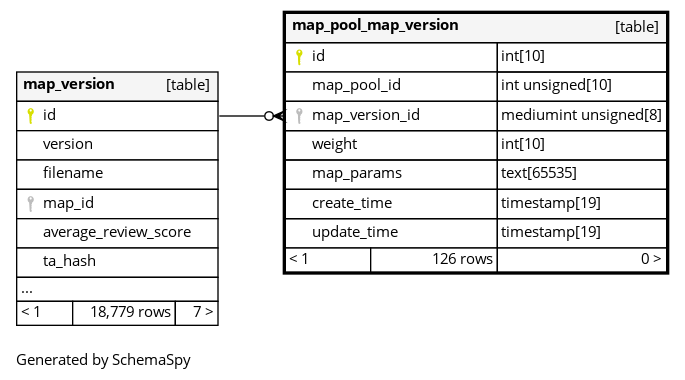 map_pool_map_version [table]
id int[10]
map_pool_id int unsigned[10]
map_version_id mediumint unsigned[8]
weight int[10]
map_params text[65535]
create_time timestamp[19]
update_time timestamp[19]
< 1 126 rows 0 >
map_version [table]
id
version
filename
map_id
average_review_score
ta_hash
...
< 1 18,779 rows 7 >
Generated by SchemaSpy